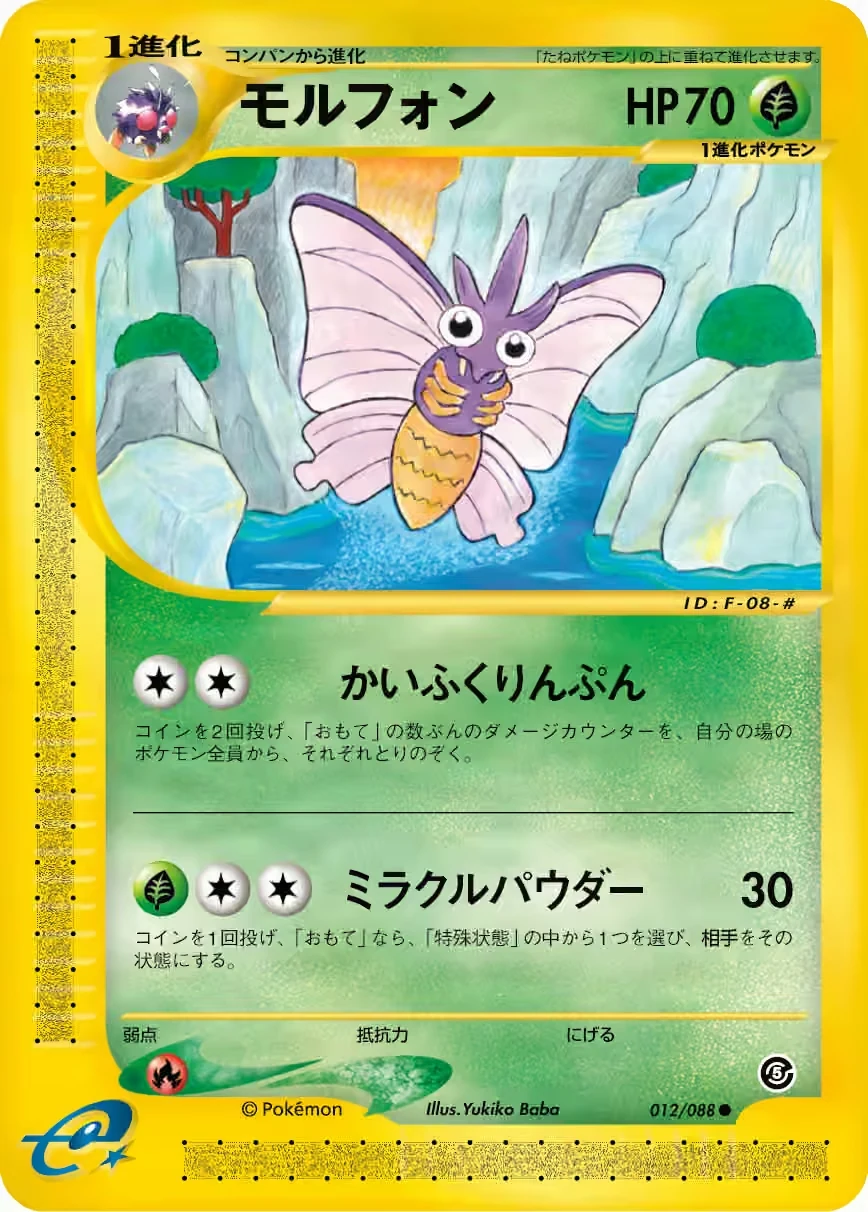 1進化
コンパンから進化
「たねポケモン」の上に重ねて進化させます。
モルフォン HP70
1進化ポケモン
ID:F-08-#
かいふくりんぷん
コインを2回投げ、「おもて」の数ぶんのダメージカウンターを、自分の場の
ポケモン全員から、それぞれとりのぞく。
ミラクルパウダー 30
コインを1回投げ、「おもて」なら、「特殊状態」の中から1つを選び、相手をその
状態にする。
弱点 抵抗力 にげる
© Pokémon Illus.Yukiko Baba 012/088●
e
5